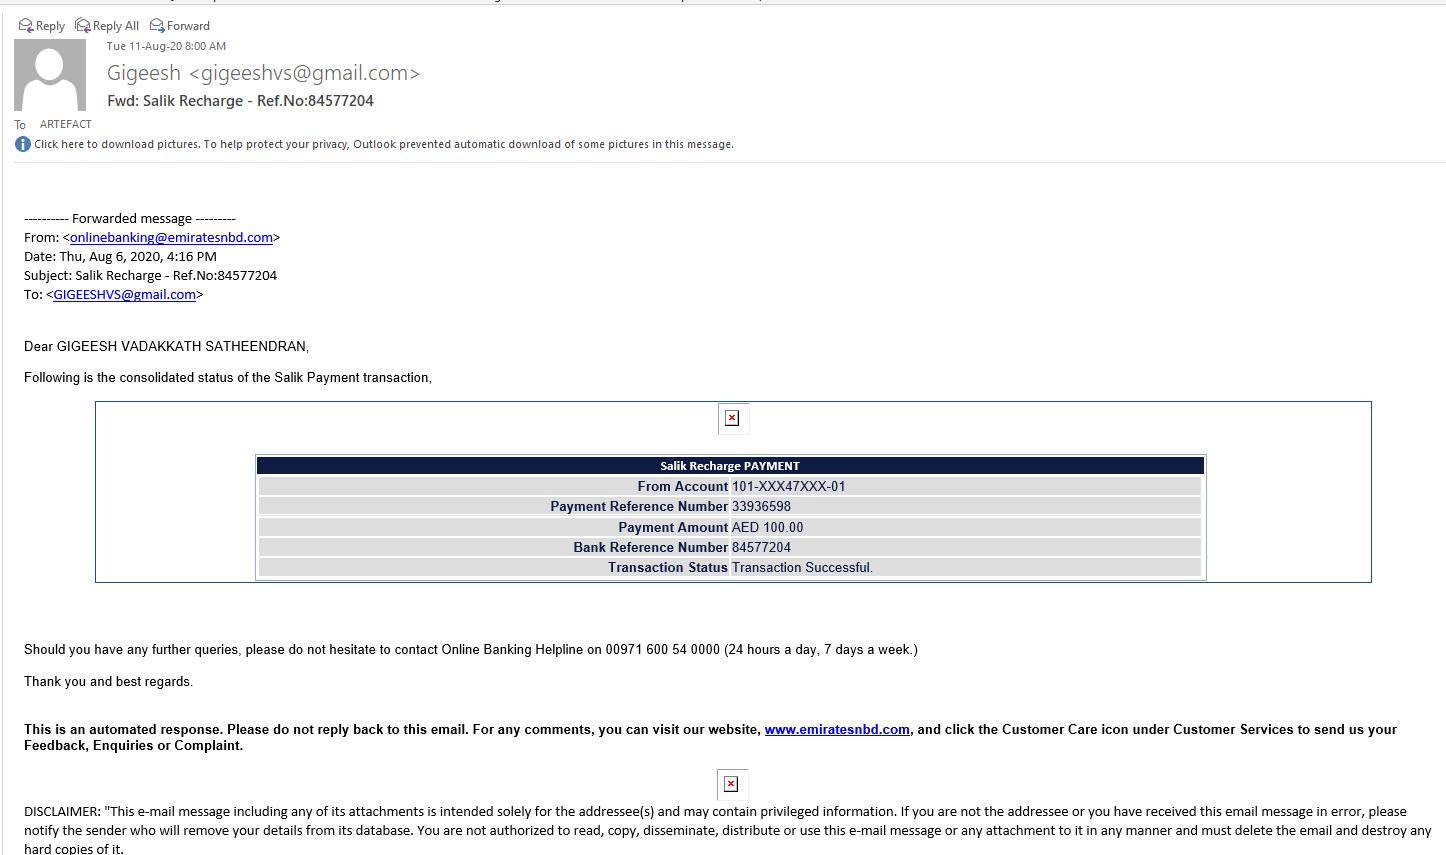 Reply Reply All Forward
Tue 11-Aug-20 8:00 AM
Gigeesh <gigeeshvs@gmail.com>
Fwd: Salik Recharge - Ref.No:84577204
To ARTEFACT
Click here to download pictures. To help protect your privacy, Outlook prevented automatic download of some pictures in this message.
---------- Forwarded message ---------
From: <onlinebanking@emiratesnbd.com>
Date: Thu, Aug 6, 2020, 4:16 PM
Subject: Salik Recharge - Ref.No:84577204
To: <GIGEESHVS@gmail.com>
Dear GIGEESH VADAKKATH SATHEENDRAN,
Following is the consolidated status of the Salik Payment transaction,
Salik Recharge PAYMENT
From Account 101-XXX47XXX-01
Payment Reference Number 33936598
Payment Amount AED 100.00
Bank Reference Number 84577204
Transaction Status Transaction Successful.
Should you have any further queries, please do not hesitate to contact Online Banking Helpline on 00971 600 54 0000 (24 hours a day, 7 days a week.)
Thank you and best regards.
This is an automated response. Please do not reply back to this email. For any comments, you can visit our website, www.emiratesnbd.com, and click the Customer Care icon under Customer Services to send us your
Feedback, Enquiries or Complaint.
DISCLAIMER: "This e-mail message including any of its attachments is intended solely for the addressee(s) and may contain privileged information. If you are not the addressee or you have received this email message in error, please
notify the sender who will remove your details from its database. You are not authorized to read, copy, disseminate, distribute or use this e-mail message or any attachment to it in any manner and must delete the email and destroy any
hard copies of it.